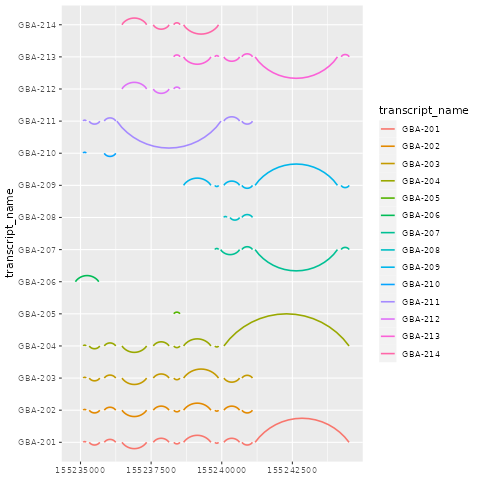 GBA-214
GBA-213
GBA-212
GBA-211
GBA-210
GBA-209
GBA-208
GBA-207
GBA-206
GBA-205
GBA-204
GBA-203
GBA-202
GBA-201
transcript_name
155235000
155237500
155240000
155242500
transcript_name
GBA-201
GBA-202
GBA-203
GBA-204
GBA-205
GBA-206
GBA-207
GBA-208
GBA-209
GBA-210
GBA-211
GBA-212
GBA-213
GBA-214